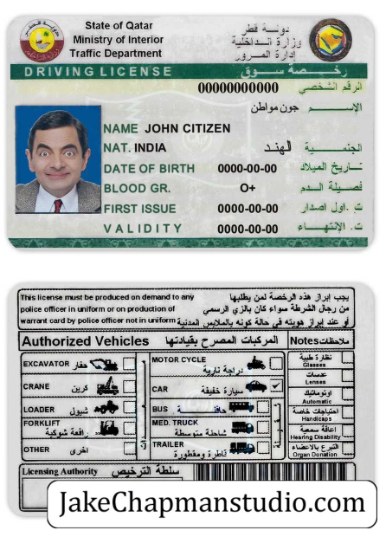 State of Qatar
دولة قطر
Ministry of Interior
وزارة الداخلية
Traffic Department
إدارة المرور
DRIVING LICENSE
رخصة سوق
00000000000
الرقم الشخصي
الإسم
جون مواطن
NAME JOHN CITIZEN
NAT. INDIA
الجنسية
الهند
DATE OF BIRTH 0000-00-00
تاريخ الميلاد
BLOOD GR. O+
فصيلة الدم
FIRST ISSUE 0000-00-00
ت. أول اصدار
VALIDITY 0000-00-00
ت. الإنتهاء
This license must be produced on demand to any
police officer in uniform or on production of
warrant card by police officer not in uniform
يجب إبراز هذه الرخصة لمن يطلبها
من رجال الشرطة سواء كان بالزي الرسمي
أو عند إبراز هويته في حالة كونه بالملابس المدنية
Authorized Vehicles
المركبات المصرح بقيادتها
Notes
ملاحظات
EXCAVATOR حفار
CRANE كرين
LOADER شيول
FORKLIFT رافعة شوكية
OTHER اخرى
MOTOR CYCLE
دراجة نارية
CAR سيارة خفيفة
BUS حافلة
MED. TRUCK
شاحنة متوسطة
TRAILER
قاطرة ومقطورة
نظارة طبية
Glasses
عدسات
Lenses
اوتوماتيك
Automatic
احتياجات خاصة
Handicaps
اعاقة سمعية
Hearing Disability
التبرع بالاعضاء
Organ Donation
Licensing Authority
سلطة الترخيص
JakeChapmanstudio.com